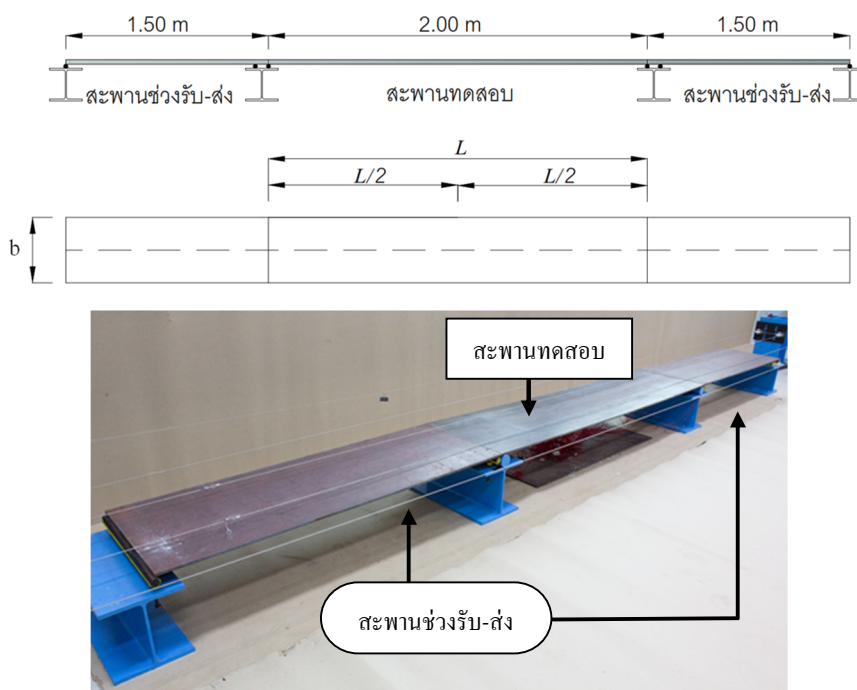 1.50 m 2.00 m 1.50 m
สะพานช่วงรับ-ส่ง สะพานทดสอบ สะพานช่วงรับ-ส่ง
L
L/2 L/2
b
สะพานทดสอบ
สะพานช่วงรับ-ส่ง